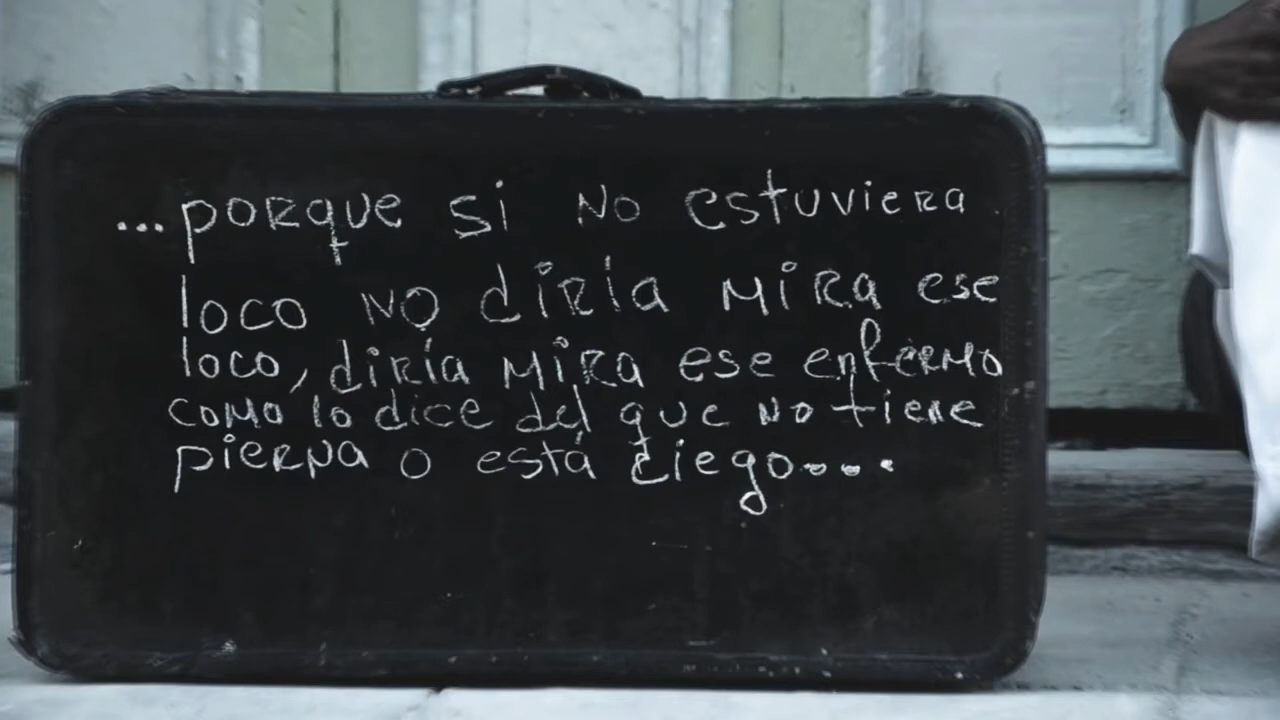 ...porque si no estuviera
loco no diría mira ese
loco, diría mira ese enfermo
como lo dice del que no tiene
pierna o está ciego...